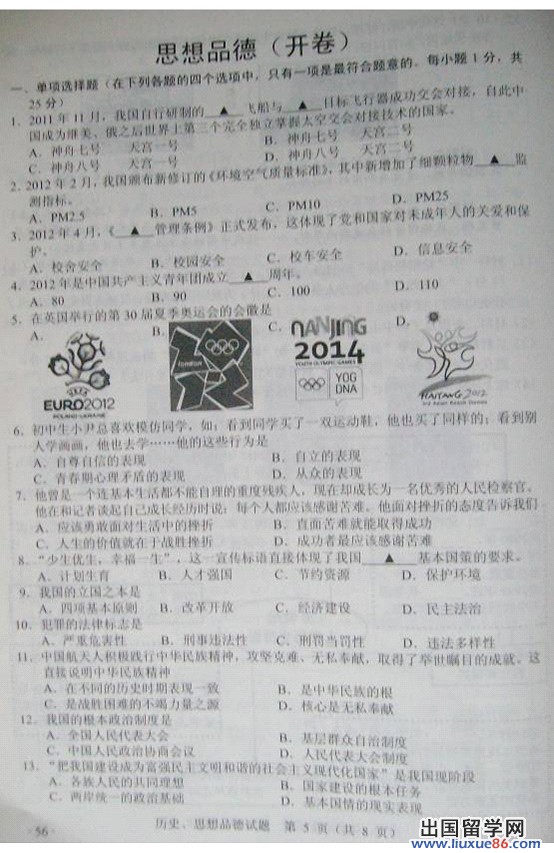 思想品德（开卷）
一、单项选择题（在下列各题的四个选项中，只有一项是最符合题意的。每小题1分，共
25分）
1. 2011年11月，我国自行研制的 ▲ 飞船与 ▲ 目标飞行器成功交会对接，自此中
国成为继美、俄之后世界上第三个完全独立掌握太空交会对接技术的国家。
A. 神舟七号 天宫一号 B. 神舟七号 天宫二号
C. 神舟八号 天宫一号 D. 神舟八号 天宫二号
2. 2012年2月，我国颁布新修订的《环境空气质量标准》，其中新增加了细颗粒物 ▲ 监
测指标。
A. PM2.5 B. PM5 C. PM10 D. PM25
3. 2012年4月，《 ▲ 管理条例》正式发布，这体现了党和国家对未成年人的关爱和保
护。
A. 校舍安全 B. 校园安全 C. 校车安全 D. 信息安全
4. 2012年是中国共产主义青年团成立 ▲ 周年。
A. 80 B. 90 C. 100 D. 110
5. 在英国举行的第30届夏季奥运会的会徽是
A. B. C. D.
EURO2012
POLAND-UKRAINE
London
NANJING
2014
YOUTH OLYMPIC GAMES
YOG
DNA
HAIYANG 2012
3rd Asian Beach Games
6. 初中生小尹总喜欢模仿同学，如：看到同学买了一双运动鞋，他也买了同样的；看到别
人学画画，他也去学……他的这些行为是
A. 自尊自信的表现 B. 自立的表现
C. 青春期心理矛盾的表现 D. 从众的表现
7. 他曾是一个连基本生活都不能自理的重度残疾人，现在却成长为一名优秀的人民检察官。
他在和记者谈起自己成长经历时说：每个人都应该感谢苦难。他面对挫折的态度告诉我们
A. 应该勇敢面对生活中的挫折 B. 直面苦难就能取得成功
C. 人生的价值就在于战胜挫折 D. 成功者最应该感谢苦难
8. “少生优生，幸福一生”，这一宣传标语直接体现了我国 ▲ 基本国策的要求。
A. 计划生育 B. 人才强国 C. 节约资源 D. 保护环境
9. 我国的立国之本是
A. 四项基本原则 B. 改革开放 C. 经济建设 D. 民主法治
10. 犯罪的法律标志是
A. 严重危害性 B. 刑事违法性 C. 刑罚当罚性 D. 违法多样性
11. 中国航天人积极践行中华民族精神，攻坚克难、无私奉献，取得了举世瞩目的成就。这
直接说明中华民族精神
A. 在不同的历史时期表现一致 B. 是中华民族的根
C. 是战胜困难的不竭力量之源 D. 核心是无私奉献
12. 我国的根本政治制度是
A. 全国人民代表大会 B. 基层群众自治制度
C. 中国人民政治协商会议 D. 人民代表大会制度
13. “把我国建设成为富强民主文明和谐的社会主义现代化国家”是我国现阶段
A. 各族人民的共同理想 B. 国家建设的根本任务
C. 两岸统一的政治基础 D. 基本国情的现实表现
·56· 历史、思想品德试题 第5页（共8页）
出国留学网
www.liuxue86.com